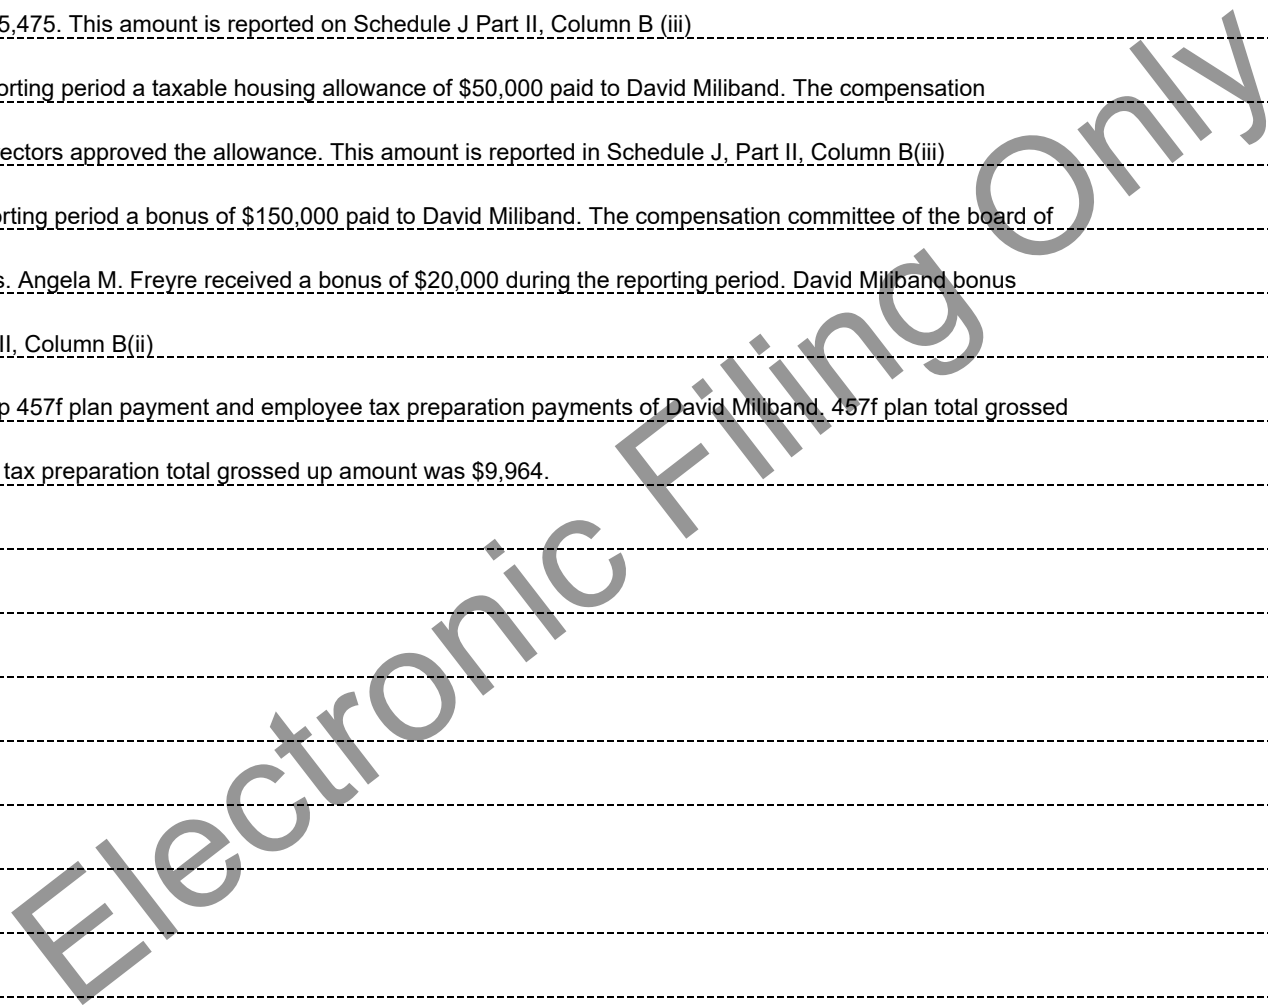 5,475. This amount is reported on Schedule J Part II, Column B (iii)
orting period a taxable housing allowance of $50,000 paid to David Miliband. The compensation
ectors approved the allowance. This amount is reported in Schedule J, Part II, Column B(iii)
orting period a bonus of $150,000 paid to David Miliband. The compensation committee of the board of
s. Angela M. Freyre received a bonus of $20,000 during the reporting period. David Miliband bonus
II, Column B(ii)
p 457f plan payment and employee tax preparation payments of David Miliband. 457f plan total grossed
tax preparation total grossed up amount was $9,964.
Electronic Filing Only